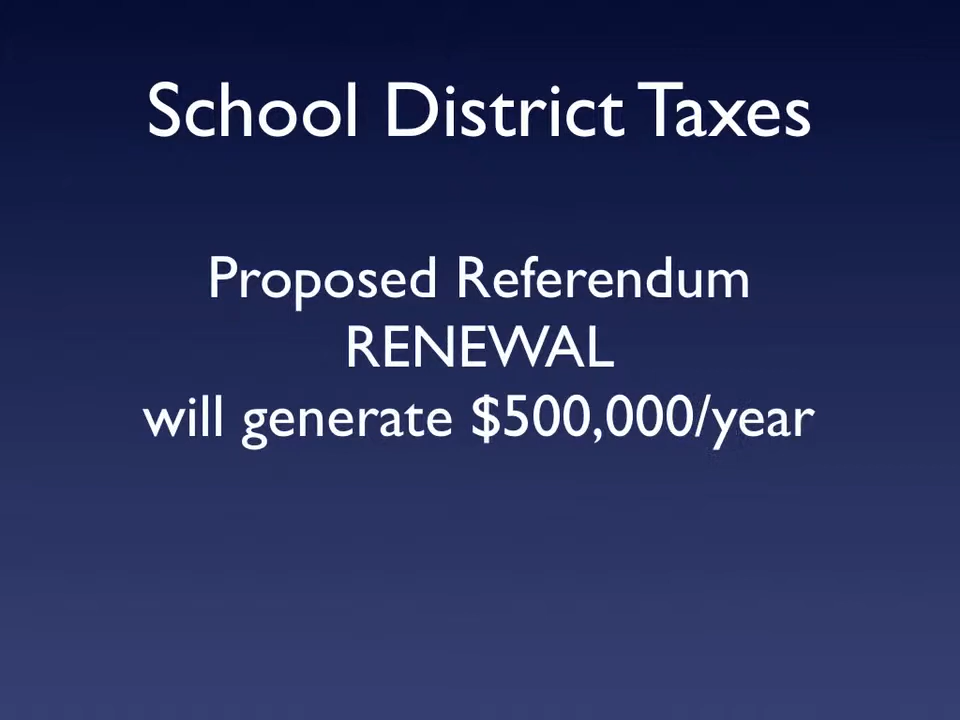 School District Taxes
Proposed Referendum
RENEWAL
will generate $500,000/year